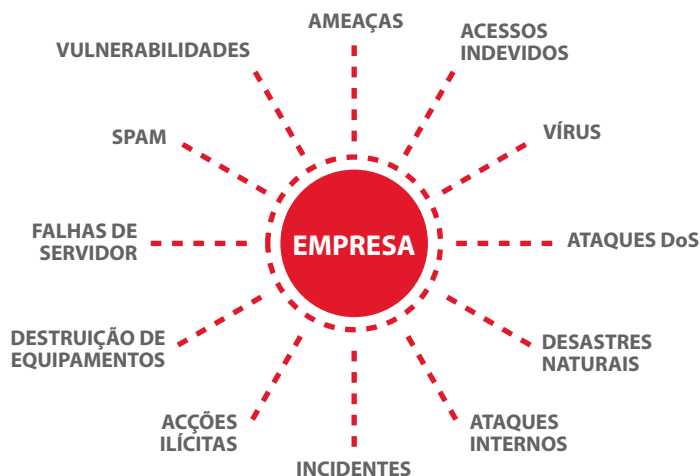 AMEAÇAS
ACESSOS
INDEVIDOS
VÍRUS
ATAQUES DoS
DESASTRES
NATURAIS
ATAQUES
INTERNOS
INCIDENTES
ACÇÕES
ILÍCITAS
DESTRUIÇÃO DE
EQUIPAMENTOS
FALHAS DE
SERVIDOR
SPAM
VULNERABILIDADES
EMPRESA